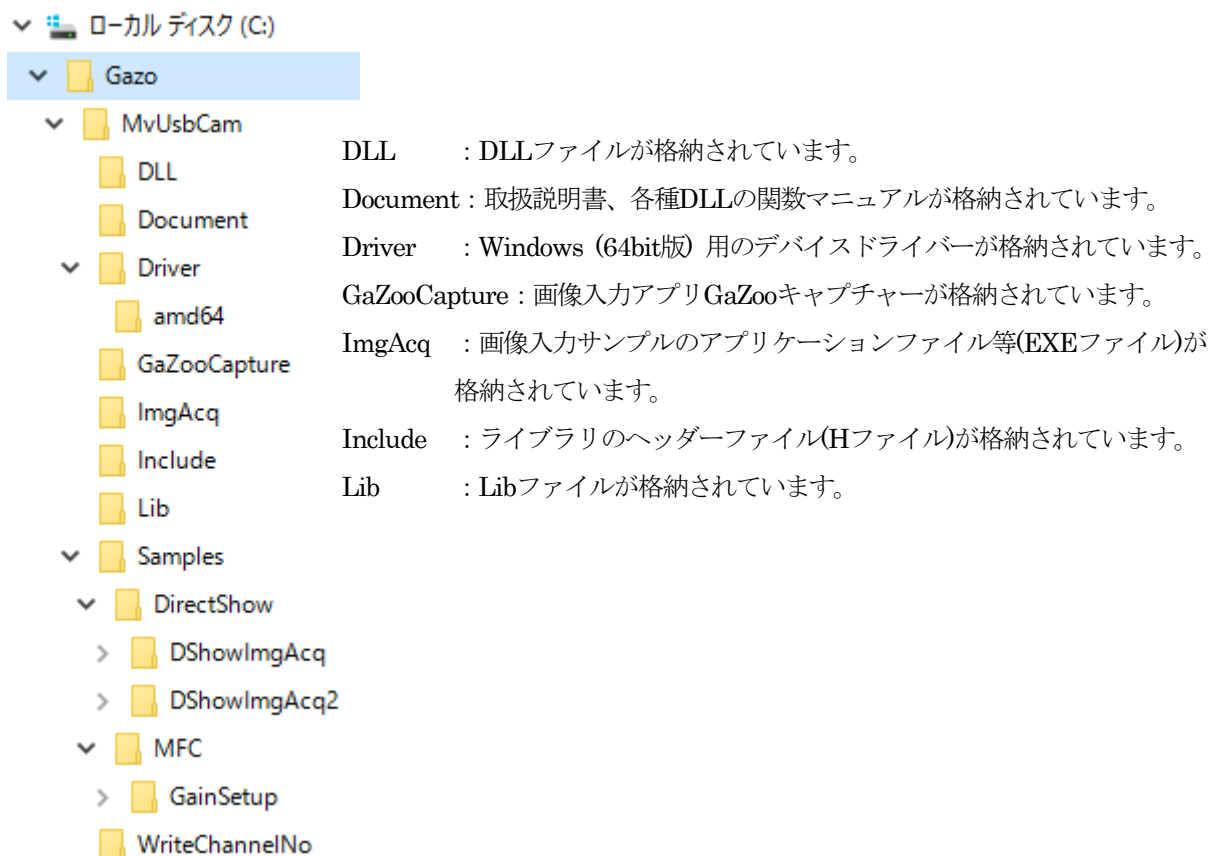 ローカル ディスク (C:)
Gazo
MvUsbCam
DLL
Document
Driver
amd64
GaZooCapture
ImgAcq
Include
Lib
Samples
DirectShow
DShowImgAcq
DShowImgAcq2
MFC
GainSetup
WriteChannelNo
DLL :DLLファイルが格納されています。
Document:取扱説明書、各種DLLの関数マニュアルが格納されています。
Driver :Windows (64bit版) 用のデバイスドライバーが格納されています。
GaZooCapture:画像入力アプリGaZooキャプチャーが格納されています。
ImgAcq :画像入力サンプルのアプリケーションファイル等(EXEファイル)が
格納されています。
Include :ライブラリのヘッダーファイル(Hファイル)が格納されています。
Lib :Libファイルが格納されています。